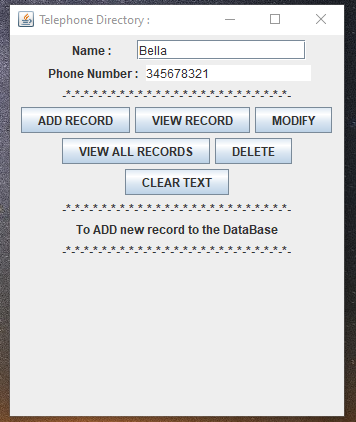 Telephone Directory :
Name : Bella
Phone Number : 345678321
-*-*-*-*-*-*-*-*-*-*-*-*-*-*-*-*-*-*-*-*-*-*-*-*-*-*-*-*-
ADD RECORD VIEW RECORD MODIFY
VIEW ALL RECORDS DELETE
CLEAR TEXT
-*-*-*-*-*-*-*-*-*-*-*-*-*-*-*-*-*-*-*-*-*-*-*-*-*-*-*-*-
To ADD new record to the DataBase
-*-*-*-*-*-*-*-*-*-*-*-*-*-*-*-*-*-*-*-*-*-*-*-*-*-*-*-*-